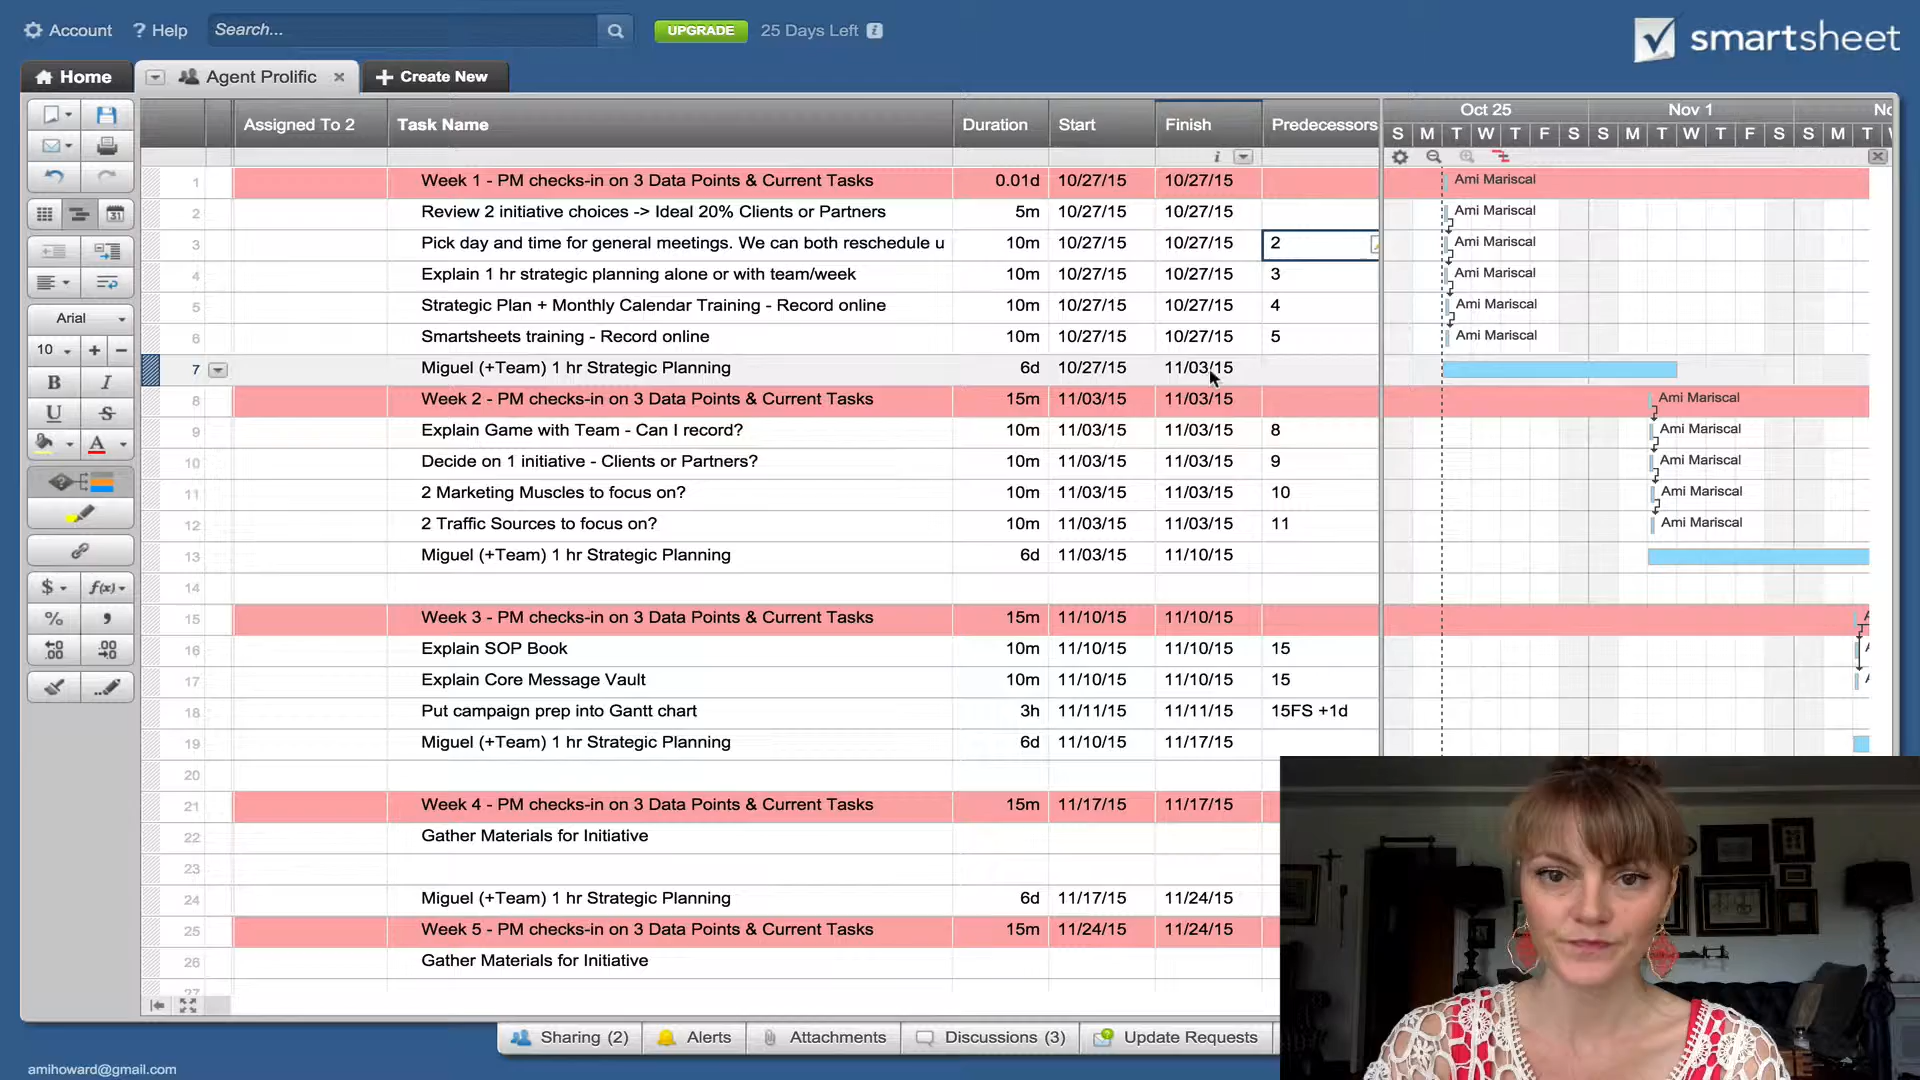 Account ? Help Search... UPGRADE 25 Days Left i smartsheet
Home Agent Prolific × + Create New
Assigned To 2 Task Name Duration Start Finish Predecessors Oct 25 Nov 1
S M T W T F S S M T W T F S S M T
1 Week 1 - PM checks-in on 3 Data Points & Current Tasks 0.01d 10/27/15 10/27/15 Ami Mariscal
2 Review 2 initiative choices -> Ideal 20% Clients or Partners 5m 10/27/15 10/27/15 Ami Mariscal
3 Pick day and time for general meetings. We can both reschedule u 10m 10/27/15 10/27/15 2 Ami Mariscal
4 Explain 1 hr strategic planning alone or with team/week 10m 10/27/15 10/27/15 3 Ami Mariscal
5 Strategic Plan + Monthly Calendar Training - Record online 10m 10/27/15 10/27/15 4 Ami Mariscal
6 Smartsheets training - Record online 10m 10/27/15 10/27/15 5 Ami Mariscal
7 Miguel (+Team) 1 hr Strategic Planning 6d 10/27/15 11/03/15
8 Week 2 - PM checks-in on 3 Data Points & Current Tasks 15m 11/03/15 11/03/15 Ami Mariscal
9 Explain Game with Team - Can I record? 10m 11/03/15 11/03/15 8 Ami Mariscal
10 Decide on 1 initiative - Clients or Partners? 10m 11/03/15 11/03/15 9 Ami Mariscal
11 2 Marketing Muscles to focus on? 10m 11/03/15 11/03/15 10 Ami Mariscal
12 2 Traffic Sources to focus on? 10m 11/03/15 11/03/15 11 Ami Mariscal
13 Miguel (+Team) 1 hr Strategic Planning 6d 11/03/15 11/10/15
14
15 Week 3 - PM checks-in on 3 Data Points & Current Tasks 15m 11/10/15 11/10/15
16 Explain SOP Book 10m 11/10/15 11/10/15 15
17 Explain Core Message Vault 10m 11/10/15 11/10/15 15
18 Put campaign prep into Gantt chart 3h 11/11/15 11/11/15 15FS +1d
19 Miguel (+Team) 1 hr Strategic Planning 6d 11/10/15 11/17/15
20
21 Week 4 - PM checks-in on 3 Data Points & Current Tasks 15m 11/17/15 11/17/15
22 Gather Materials for Initiative
23
24 Miguel (+Team) 1 hr Strategic Planning 6d 11/17/15 11/24/15
25 Week 5 - PM checks-in on 3 Data Points & Current Tasks 15m 11/24/15 11/24/15
26 Gather Materials for Initiative
27
31
Arial
10 + −
B I
U S
A
$ f(x)
% ,
.00 .00
Sharing (2) Alerts Attachments Discussions (3) Update Requests
amihoward@gmail.com